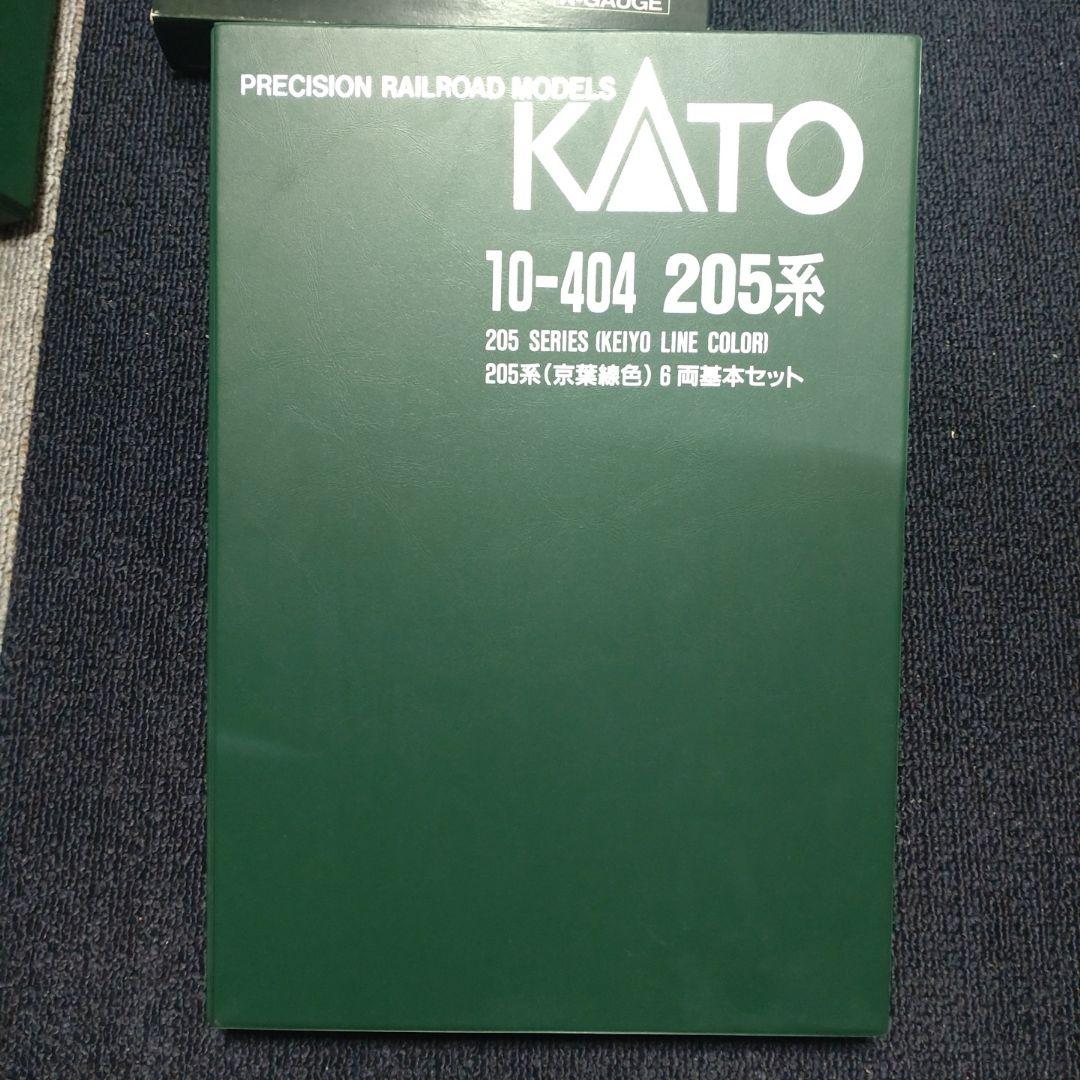 GAUGE
PRECISION RAILROAD MODELS
KATO
10-404 205系
205 SERIES (KEIYO LINE COLOR)
205系(京葉線色)6両基本セット